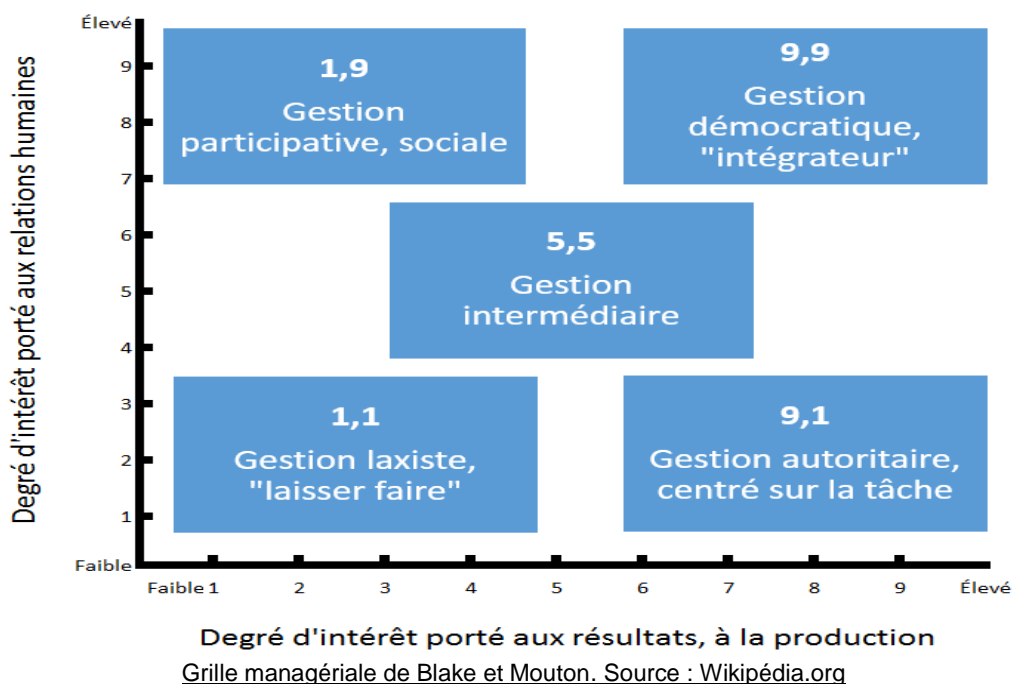 Degré d'intérêt porté aux relations humaines
Élevé
9
8
7
6
5
4
3
2
1
Faible
1,9
Gestion
participative, sociale
9,9
Gestion
démocratique,
"intégrateur"
5,5
Gestion
intermédiaire
1,1
Gestion laxiste,
"laisser faire"
9,1
Gestion autoritaire,
centré sur la tâche
Faible 1 2 3 4 5 6 7 8 9 Élevé
Degré d'intérêt porté aux résultats, à la production
Grille managériale de Blake et Mouton. Source : Wikipédia.org